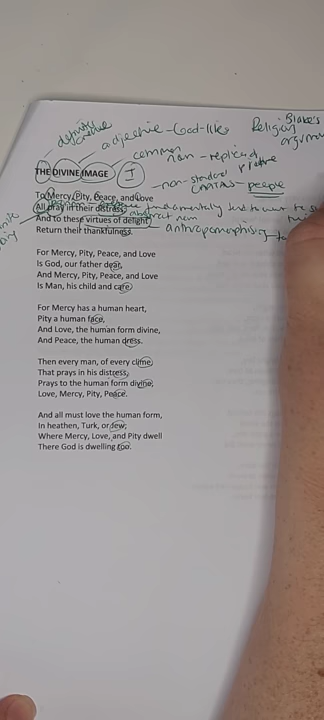 Blake's
definite article
adjective - God-like
Religion
common noun - replica of
non-standard
CAPITALS - people
THE DIVINE IMAGE
I
To Mercy, Pity, Peace, and Love
All pray in their distress;
fundamentally
abstract noun
And to these virtues of delight
anthropomorphism
Return their thankfulness.
For Mercy, Pity, Peace, and Love
Is God, our father dear,
And Mercy, Pity, Peace, and Love
Is Man, his child and care.
For Mercy has a human heart,
Pity a human face,
And Love, the human form divine,
And Peace, the human dress.
Then every man, of every clime,
That prays in his distress,
Prays to the human form divine,
Love, Mercy, Pity, Peace.
And all must love the human form,
In heathen, Turk, or Jew;
Where Mercy, Love, and Pity dwell
There God is dwelling too.